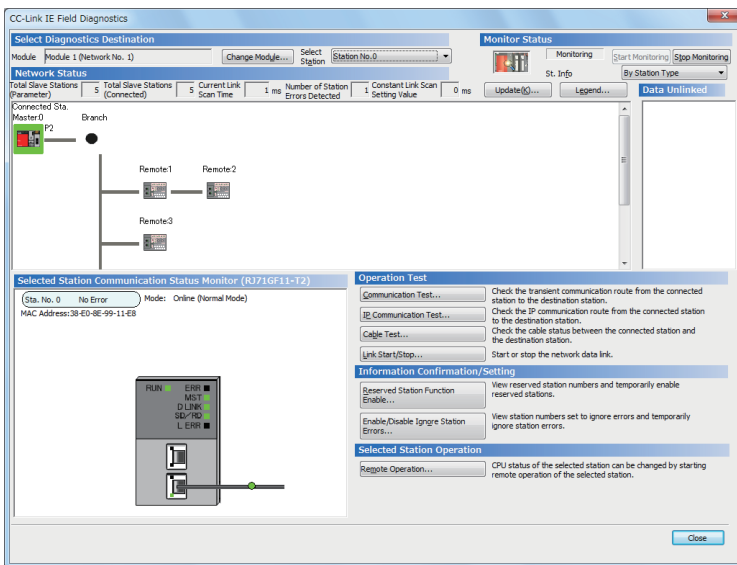 CC-Link IE Field Diagnostics
Select Diagnostics Destination
Module Module 1 (Network No. 1) Change Module... Select Station Station No.0
Monitor Status
Monitoring Start Monitoring Stop Monitoring
St. Info By Station Type
Network Status
Total Slave Stations (Parameter) 5 Total Slave Stations (Connected) 5 Current Link Scan Time 1 ms Number of Station Errors Detected 1 Constant Link Scan Setting Value 0 ms
Update(K)... Legend... Data Unlinked
Connected Sta.
Master:0 Branch
P2
Remote:1 Remote:2
Remote:3
Selected Station Communication Status Monitor (RJ71GF11-T2)
Sta. No. 0 No Error Mode: Online (Normal Mode)
MAC Address:38-E0-8E-99-11-E8
RUN ERR
MST
D LINK
SD/RD
L ERR
Operation Test
Communication Test... Check the transient communication route from the connected
station to the destination station.
IP Communication Test... Check the IP communication route from the connected station
to the destination station.
Cable Test... Check the cable status between the connected station and
the destination station.
Link Start/Stop... Start or stop the network data link.
Information Confirmation/Setting
Reserved Station Function Enable... View reserved station numbers and temporarily enable
reserved stations.
Enable/Disable Ignore Station Errors... View station numbers set to ignore errors and temporarily
ignore station errors.
Selected Station Operation
Remote Operation... CPU status of the selected station can be changed by starting
remote operation of the selected station.
Close